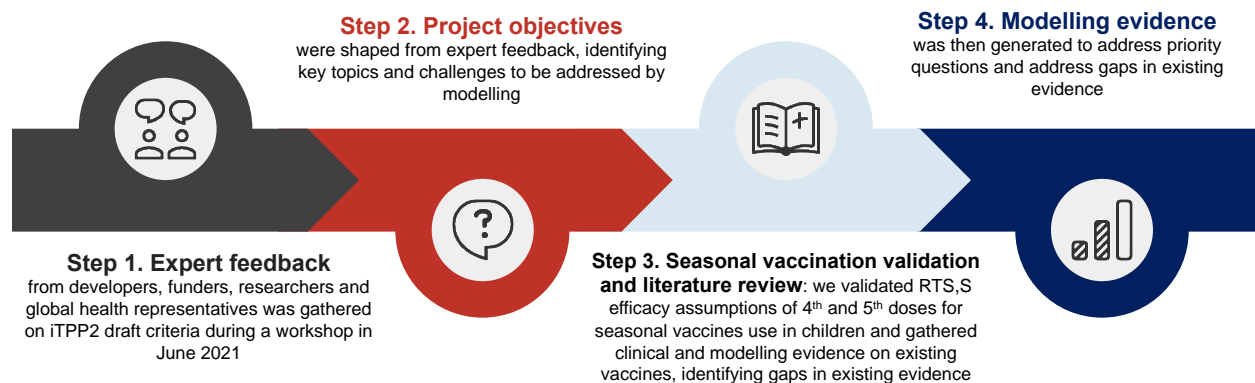 Step 1. Expert feedback
from developers, funders, researchers and
global health representatives was gathered
on iTPP2 draft criteria during a workshop in
June 2021
Step 2. Project objectives
were shaped from expert feedback, identifying
key topics and challenges to be addressed by
modelling
?
Step 3. Seasonal vaccination validation
and literature review: we validated RTS,S
efficacy assumptions of 4th and 5th doses for
seasonal vaccines use in children and gathered
clinical and modelling evidence on existing
vaccines, identifying gaps in existing evidence
Step 4. Modelling evidence
was then generated to address priority
questions and address gaps in existing
evidence